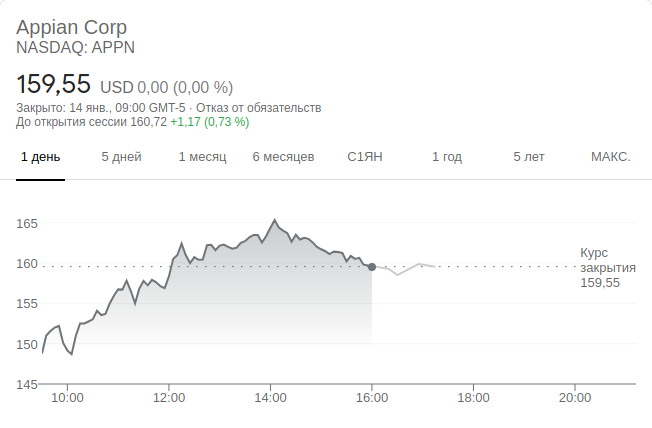 Appian Corp
NASDAQ: APPN
159,55 USD 0,00 (0,00 %)
Закрыто: 14 янв., 09:00 GMT-5 · Отказ от обязательств
До открытия сессии 160,72 +1,17 (0,73 %)
1 день 5 дней 1 месяц 6 месяцев С1ЯН 1 год 5 лет МАКС.
165
160
155
150
145
Курс
закрытия
159,55
10:00 12:00 14:00 16:00 18:00 20:00